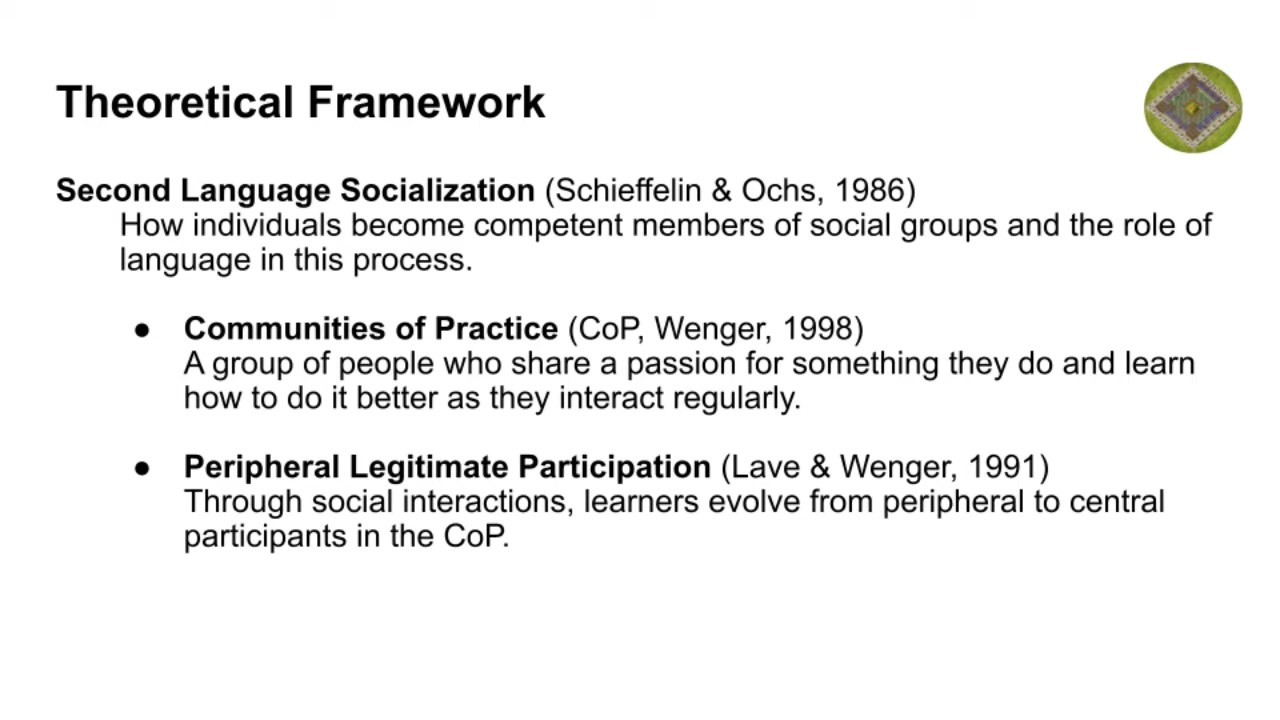 Theoretical Framework
Second Language Socialization (Schieffelin & Ochs, 1986)
How individuals become competent members of social groups and the role of
language in this process.
● Communities of Practice (CoP, Wenger, 1998)
A group of people who share a passion for something they do and learn
how to do it better as they interact regularly.
● Peripheral Legitimate Participation (Lave & Wenger, 1991)
Through social interactions, learners evolve from peripheral to central
participants in the CoP.